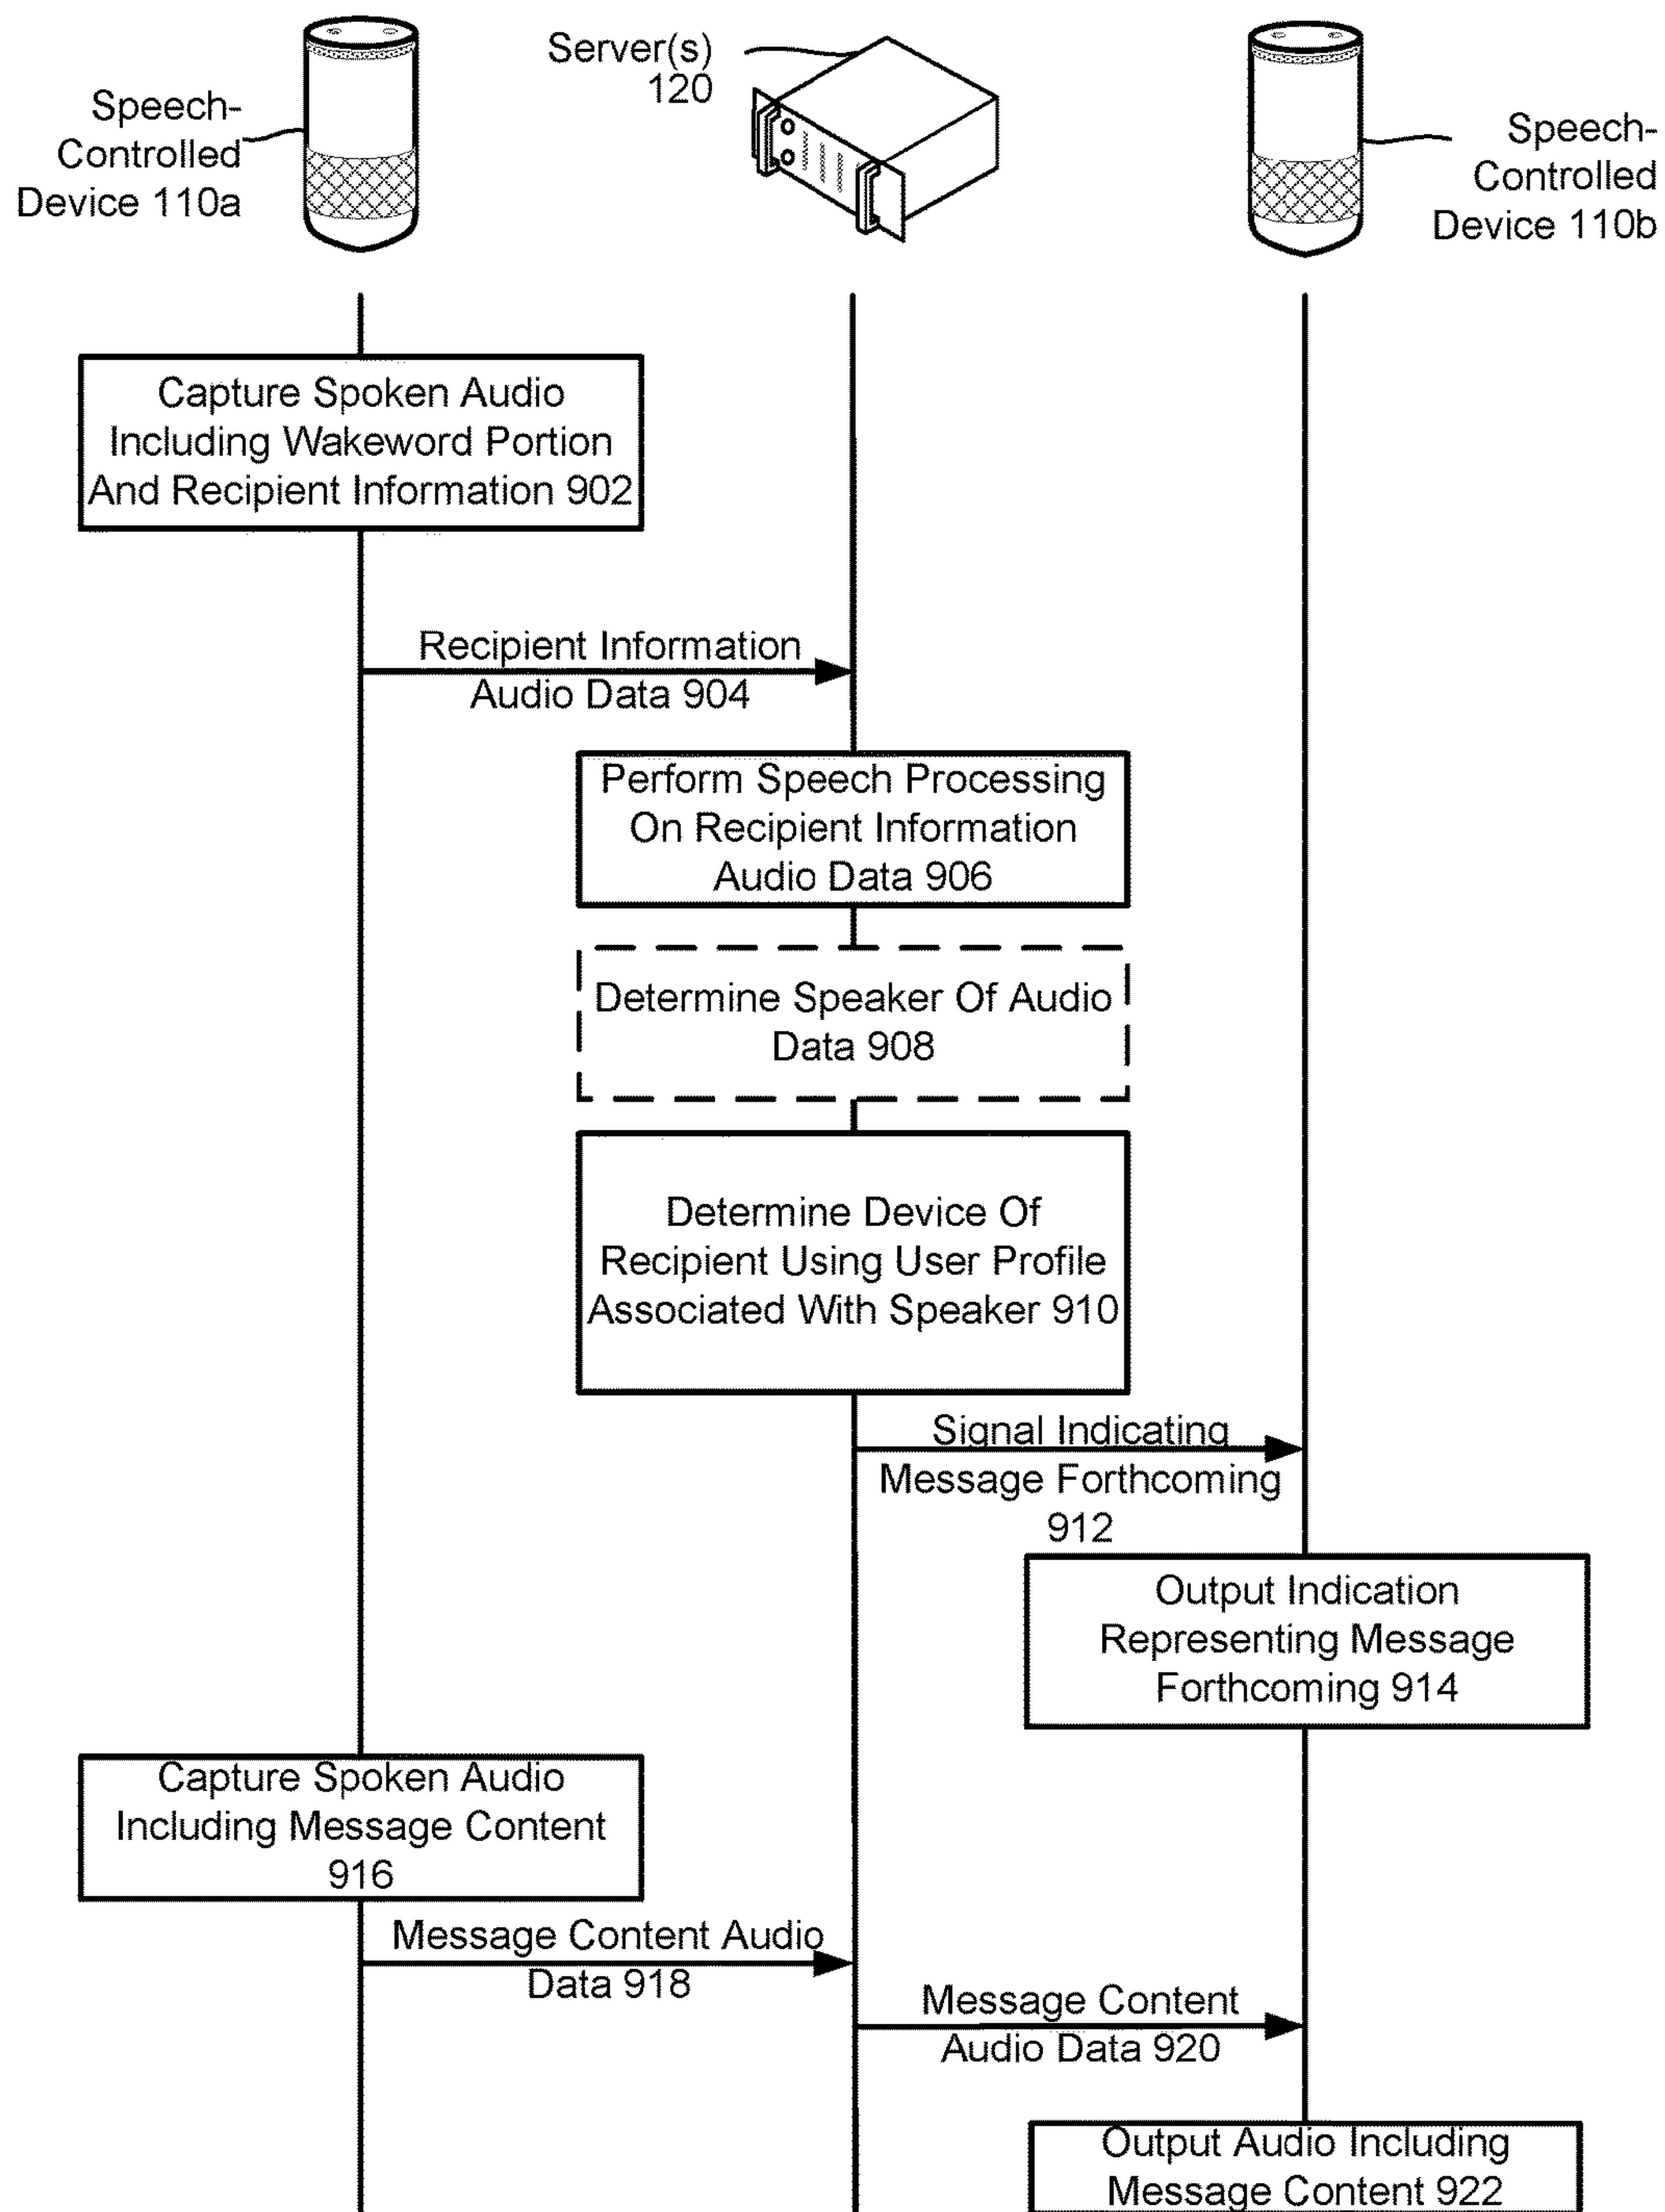 Speech-
Controlled
Device 110a
Server(s)
120
Speech-
Controlled
Device 110b
Capture Spoken Audio
Including Wakeword Portion
And Recipient Information 902
Recipient Information
Audio Data 904
Perform Speech Processing
On Recipient Information
Audio Data 906
Determine Speaker Of Audio
Data 908
Determine Device Of
Recipient Using User Profile
Associated With Speaker 910
Signal Indicating
Message Forthcoming
912
Output Indication
Representing Message
Forthcoming 914
Capture Spoken Audio
Including Message Content
916
Message Content Audio
Data 918
Message Content
Audio Data 920
Output Audio Including
Message Content 922